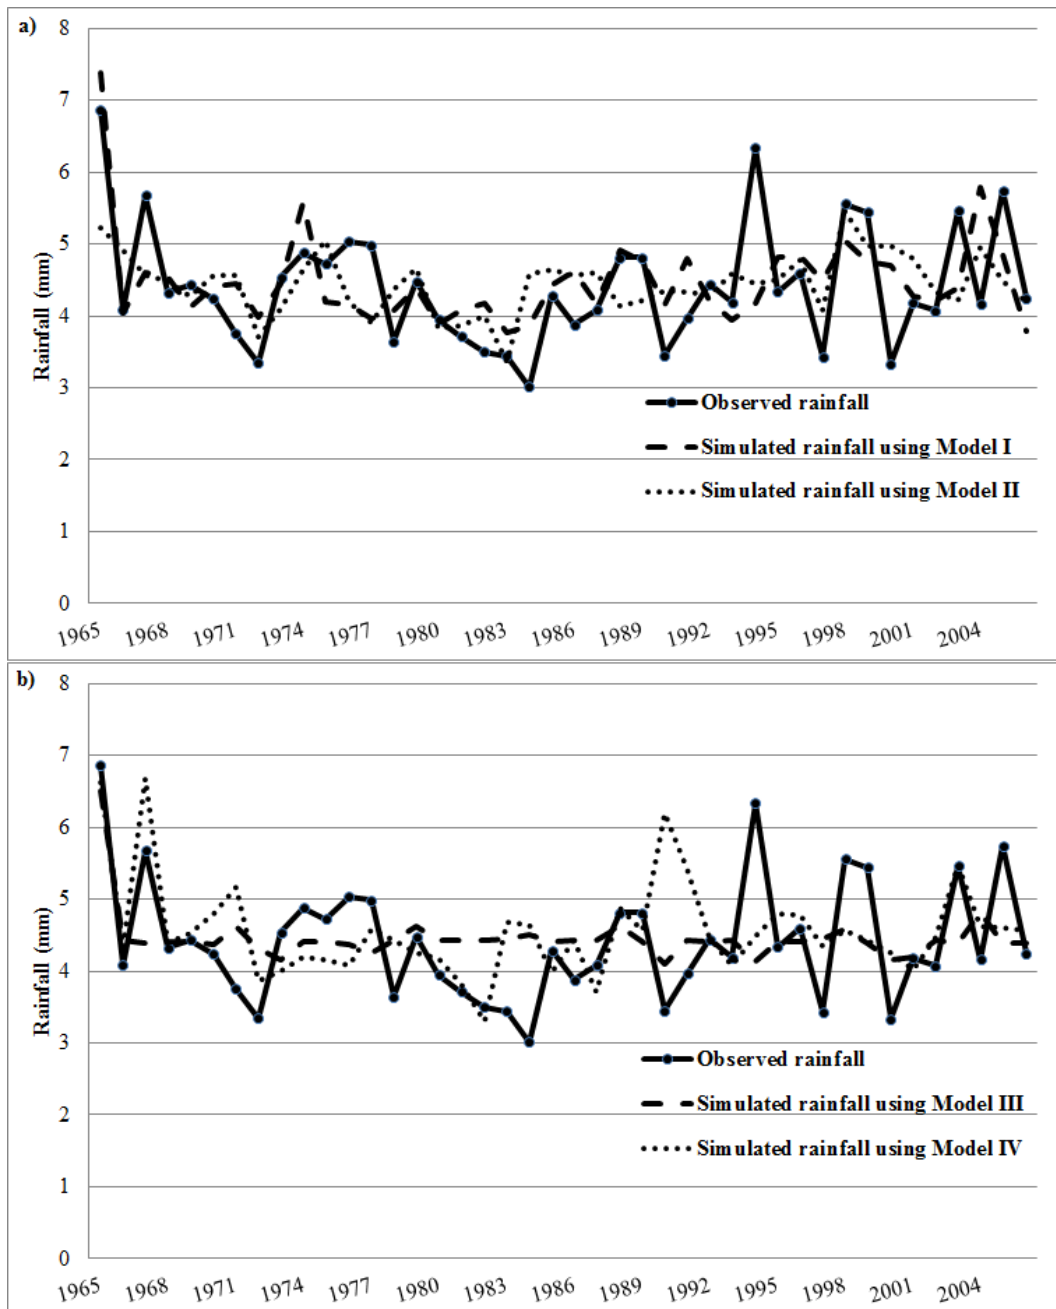 a)
8
7
6
5
4
3
2
1
0
Rainfall (mm)
Observed rainfall
Simulated rainfall using Model I
Simulated rainfall using Model II
1965 1968 1971 1974 1977 1980 1983 1986 1989 1992 1995 1998 2001 2004
b)
8
7
6
5
4
3
2
1
0
Rainfall (mm)
Observed rainfall
Simulated rainfall using Model III
Simulated rainfall using Model IV
1965 1968 1971 1974 1977 1980 1983 1986 1989 1992 1995 1998 2001 2004